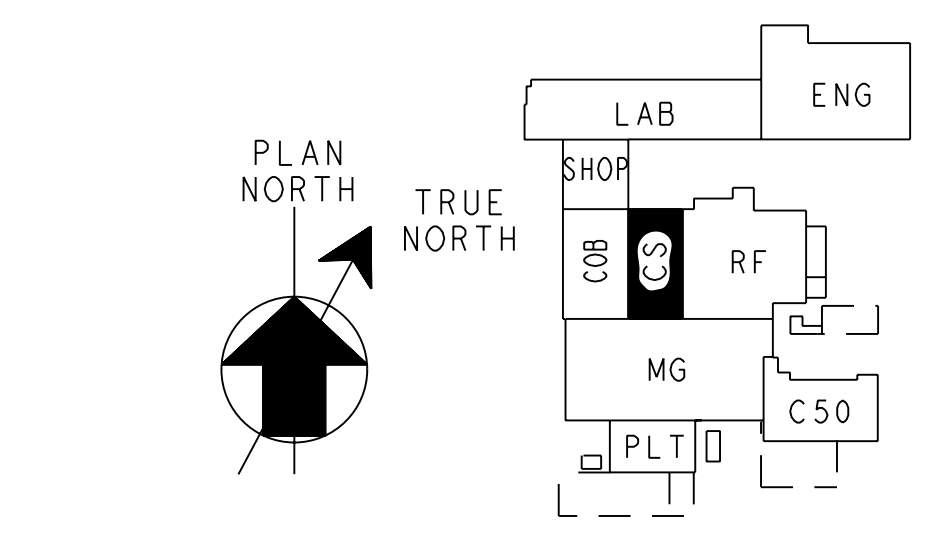 PLAN
NORTH
TRUE
NORTH
ENG
LAB
SHOP
COB
CS
RF
MG
C50
PLT